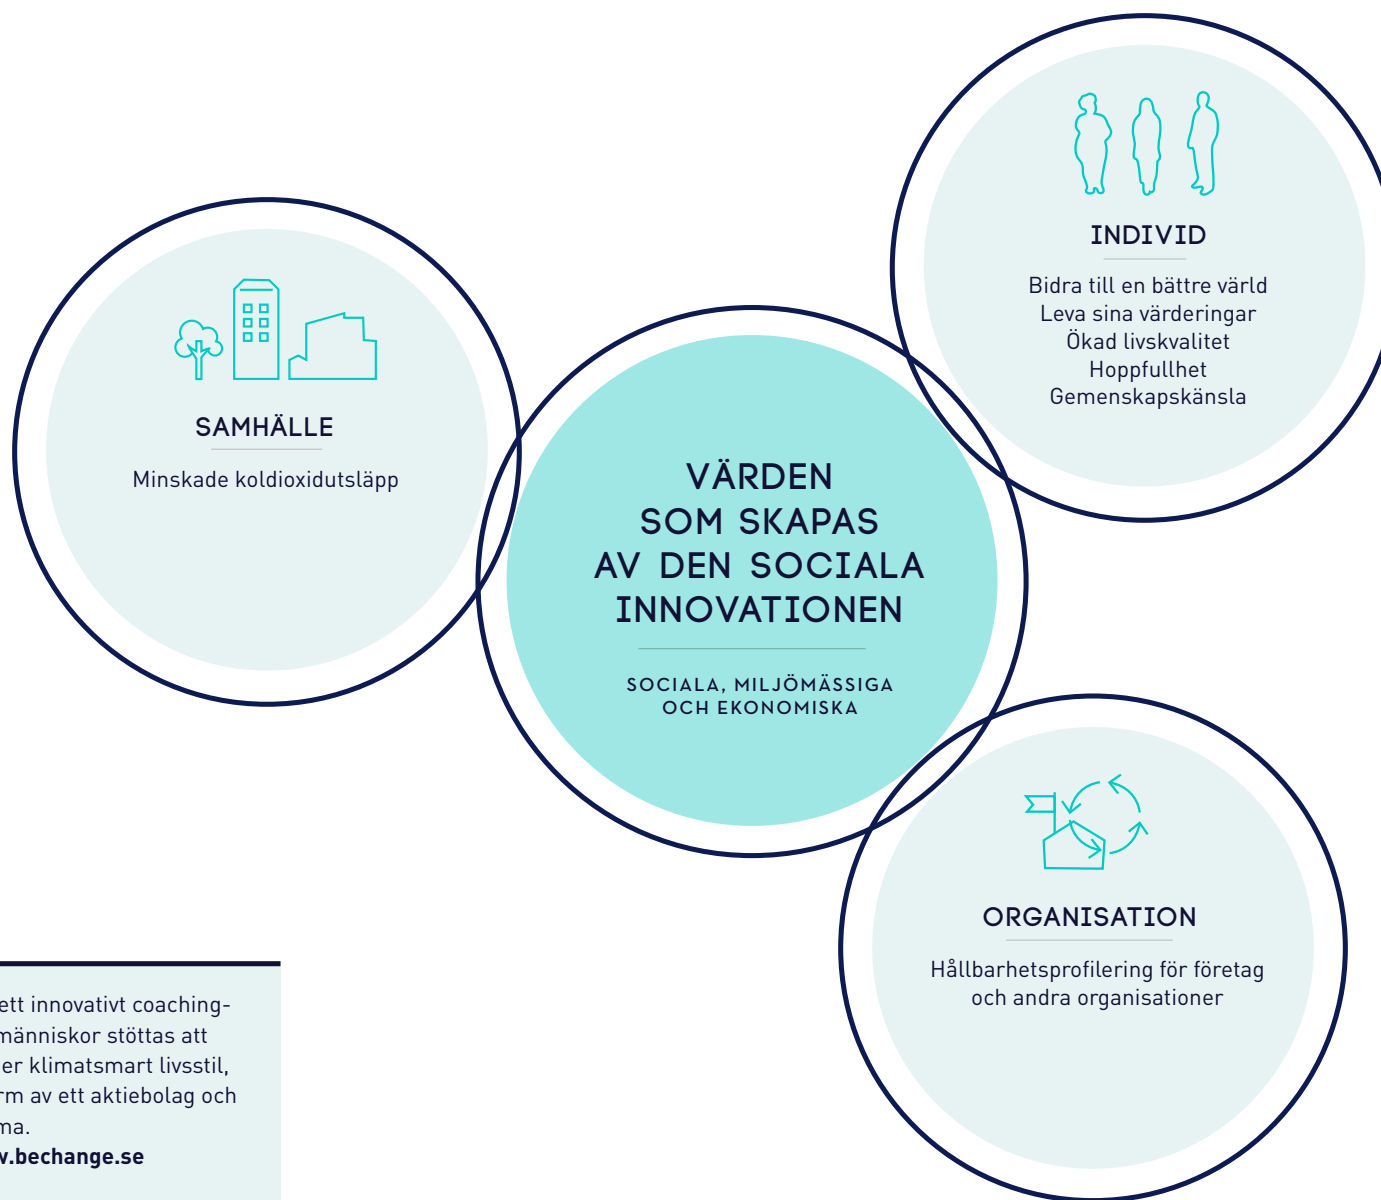 INDIVID
Bidra till en bättre värld
Leva sina värderingar
Ökad livskvalitet
Hoppfullhet
Gemenskapskänsla
SAMHÄLLE
Minskade koldioxidutsläpp
VÄRDEN
SOM SKAPAS
AV DEN SOCIALA
INNOVATIONEN
SOCIALA, MILJÖMÄSSIGA
OCH EKONOMISKA
ORGANISATION
Hållbarhetsprofilering för företag
och andra organisationer
ett innovativt coaching-
människor stöttas att
er klimatsmart livsstil,
rm av ett aktiebolag och
ma.
w.bechange.se